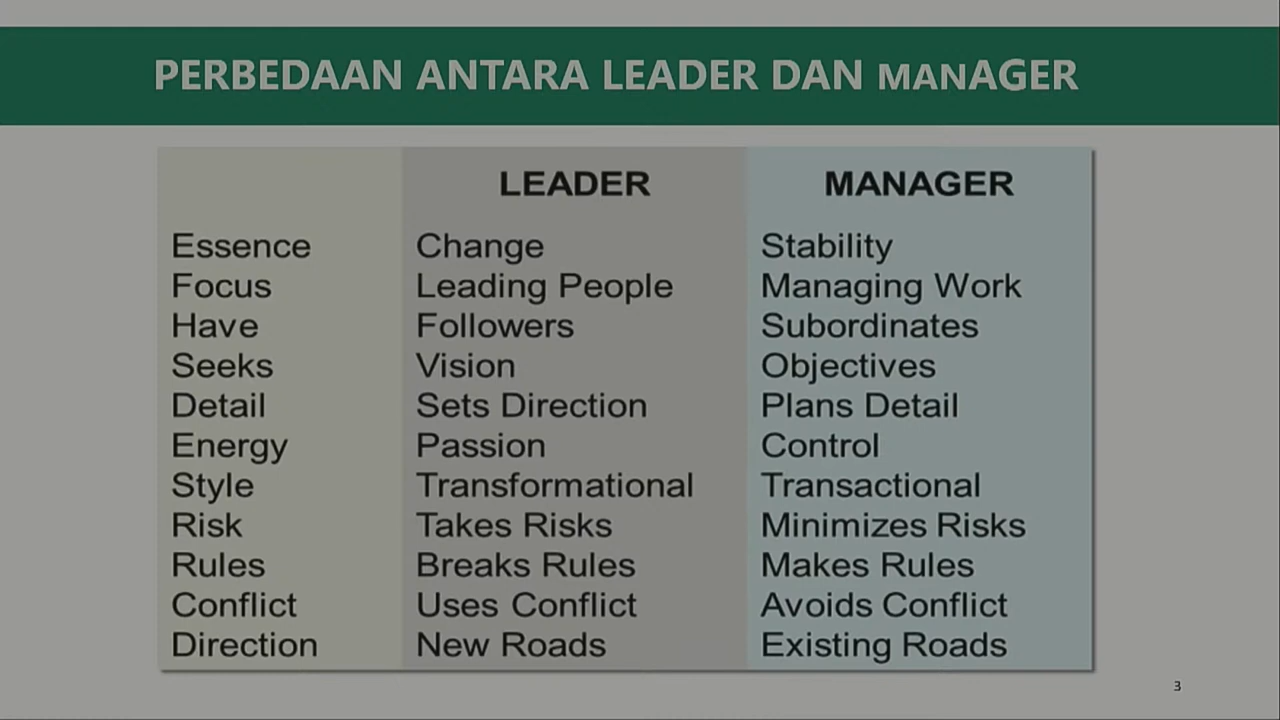 PERBEDAAN ANTARA LEADER DAN MANAGER
LEADER MANAGER
Essence Change Stability
Focus Leading People Managing Work
Have Followers Subordinates
Seeks Vision Objectives
Detail Sets Direction Plans Detail
Energy Passion Control
Style Transformational Transactional
Risk Takes Risks Minimizes Risks
Rules Breaks Rules Makes Rules
Conflict Uses Conflict Avoids Conflict
Direction New Roads Existing Roads
3